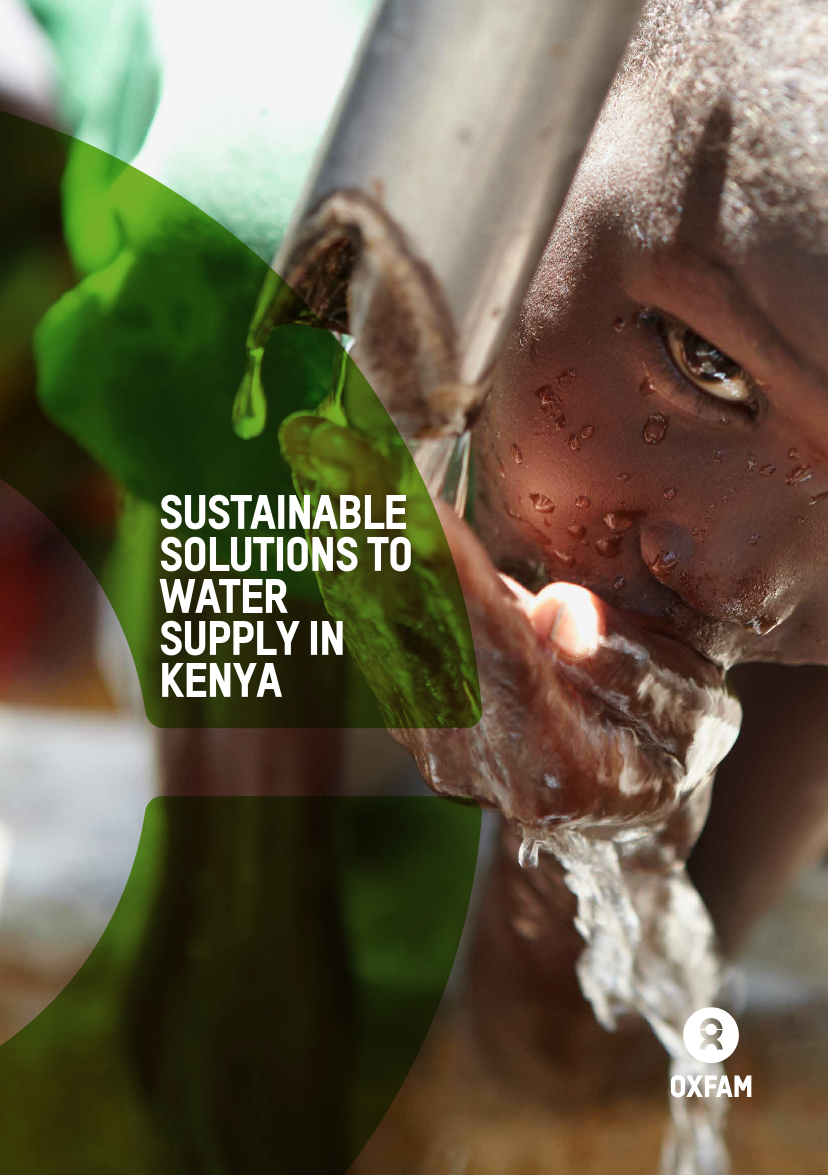 SUSTAINABLE
SOLUTIONS TO
WATER
SUPPLY IN
KENYA
OXFAM